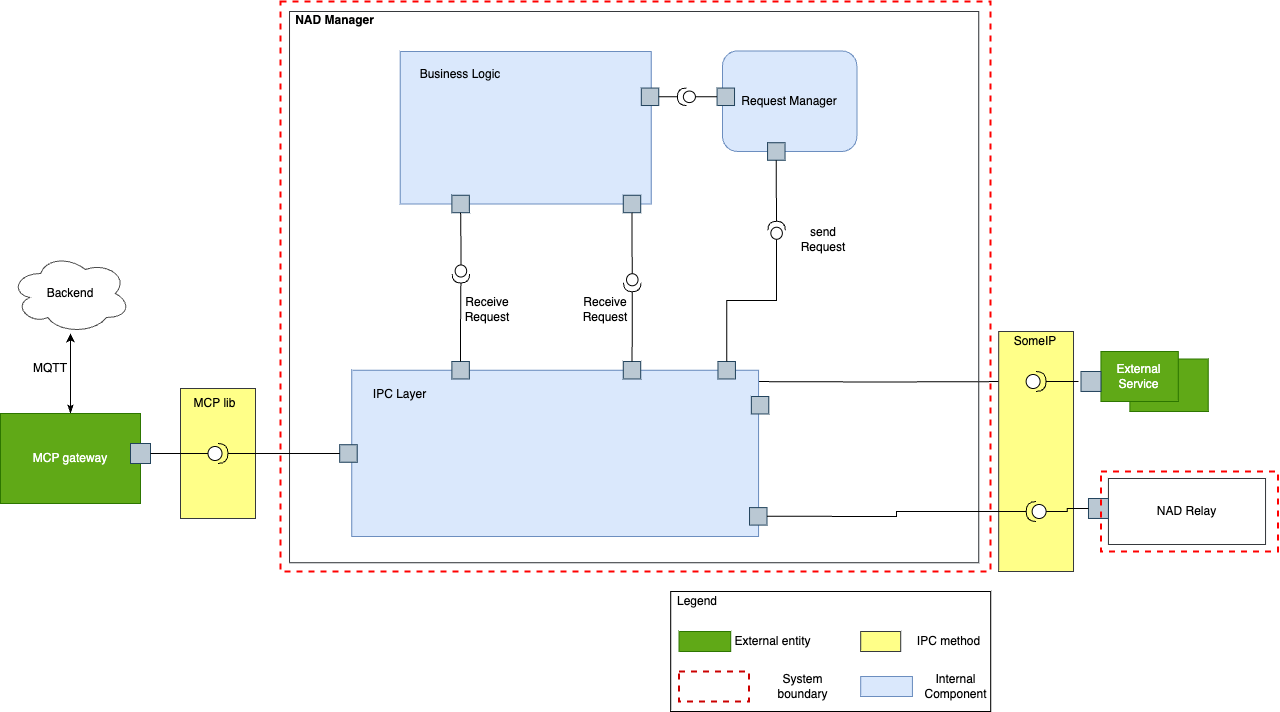 NAD Manager
Business Logic
Request Manager
send
Request
Backend
Receive
Request
Receive
Request
MQTT
SomeIP
External
Service
MCP lib
IPC Layer
MCP gateway
NAD Relay
Legend
External entity
IPC method
System
boundary
Internal
Component